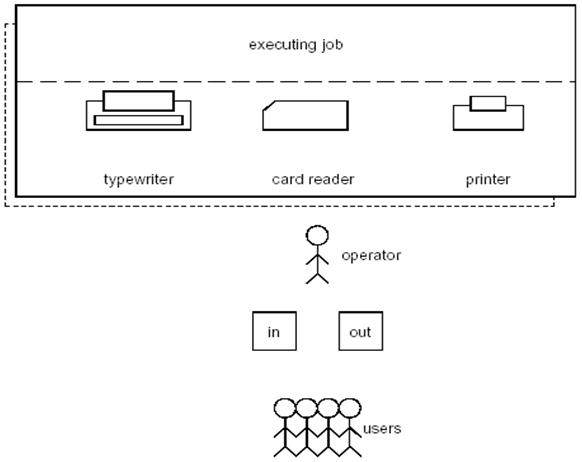 executing job
typewriter
card reader
printer
operator
in
out
users